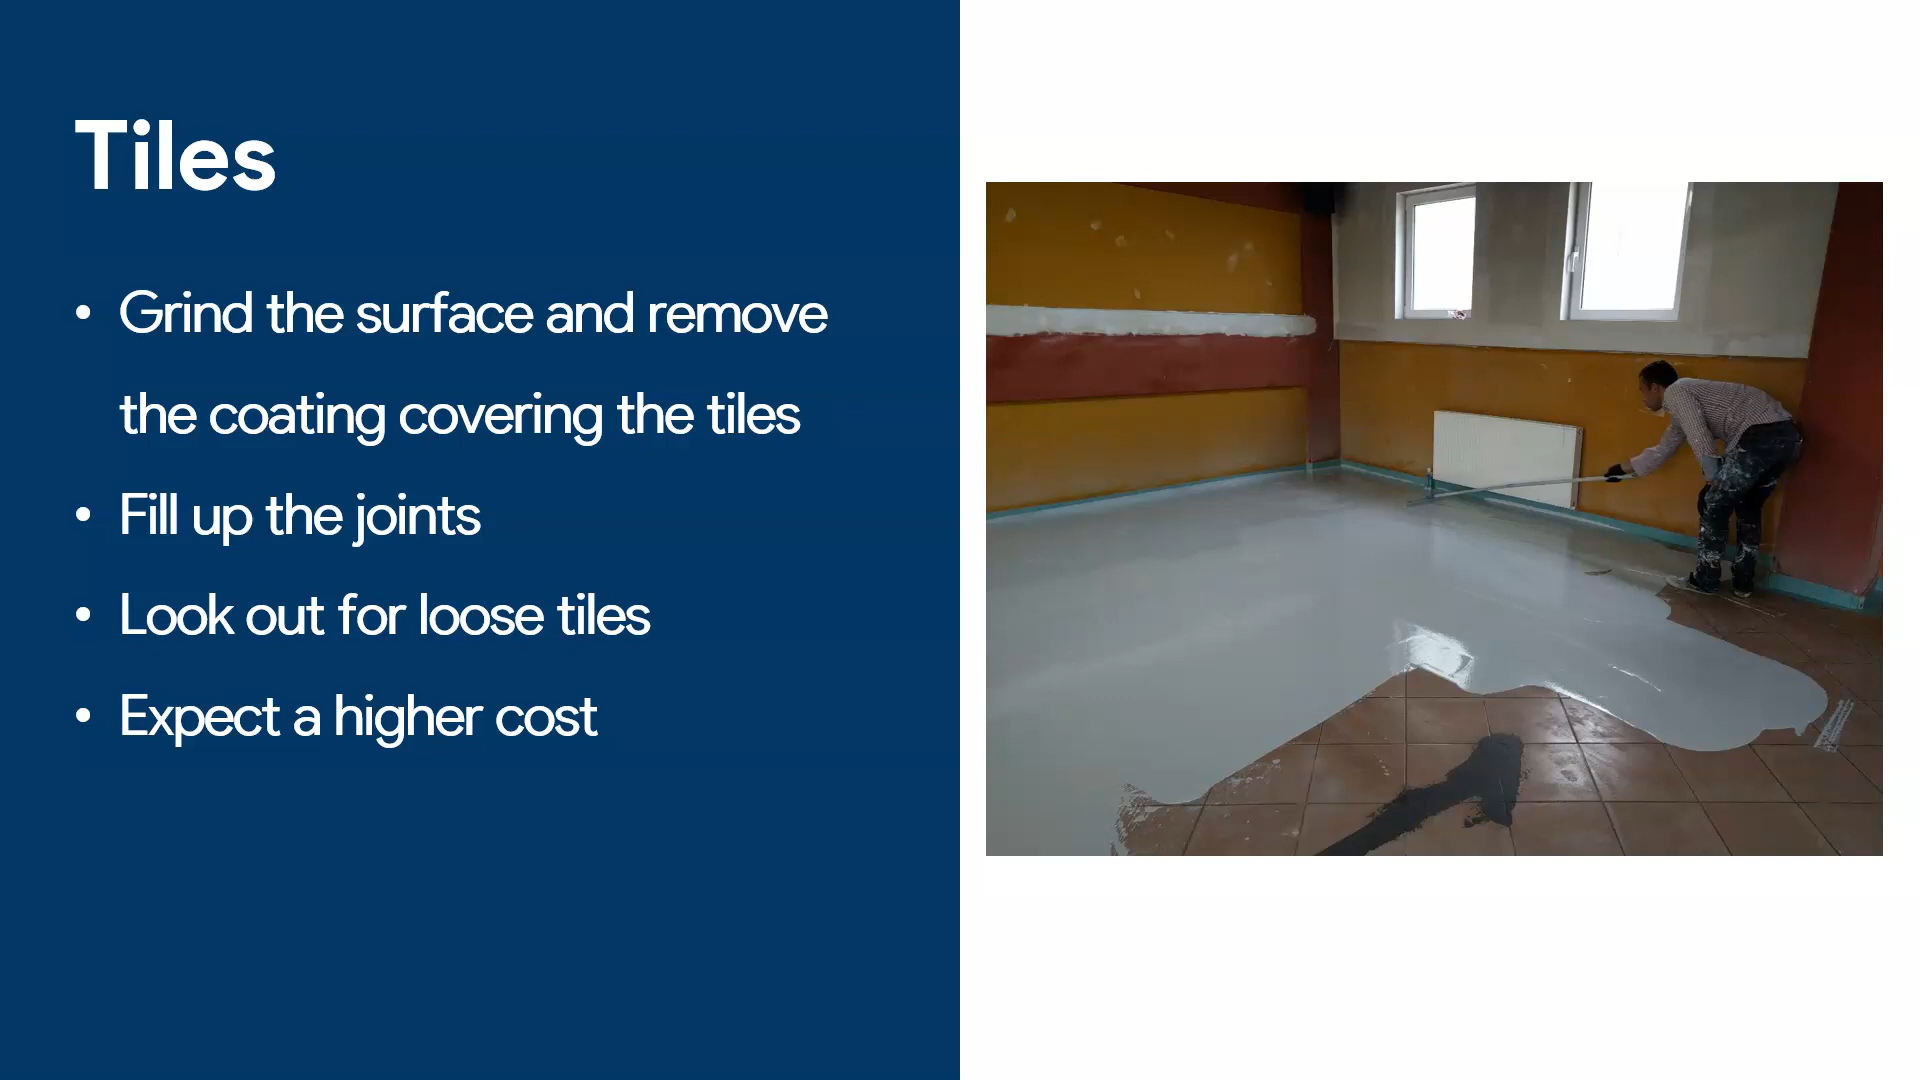 Tiles
• Grind the surface and remove
the coating covering the tiles
• Fill up the joints
• Look out for loose tiles
• Expect a higher cost